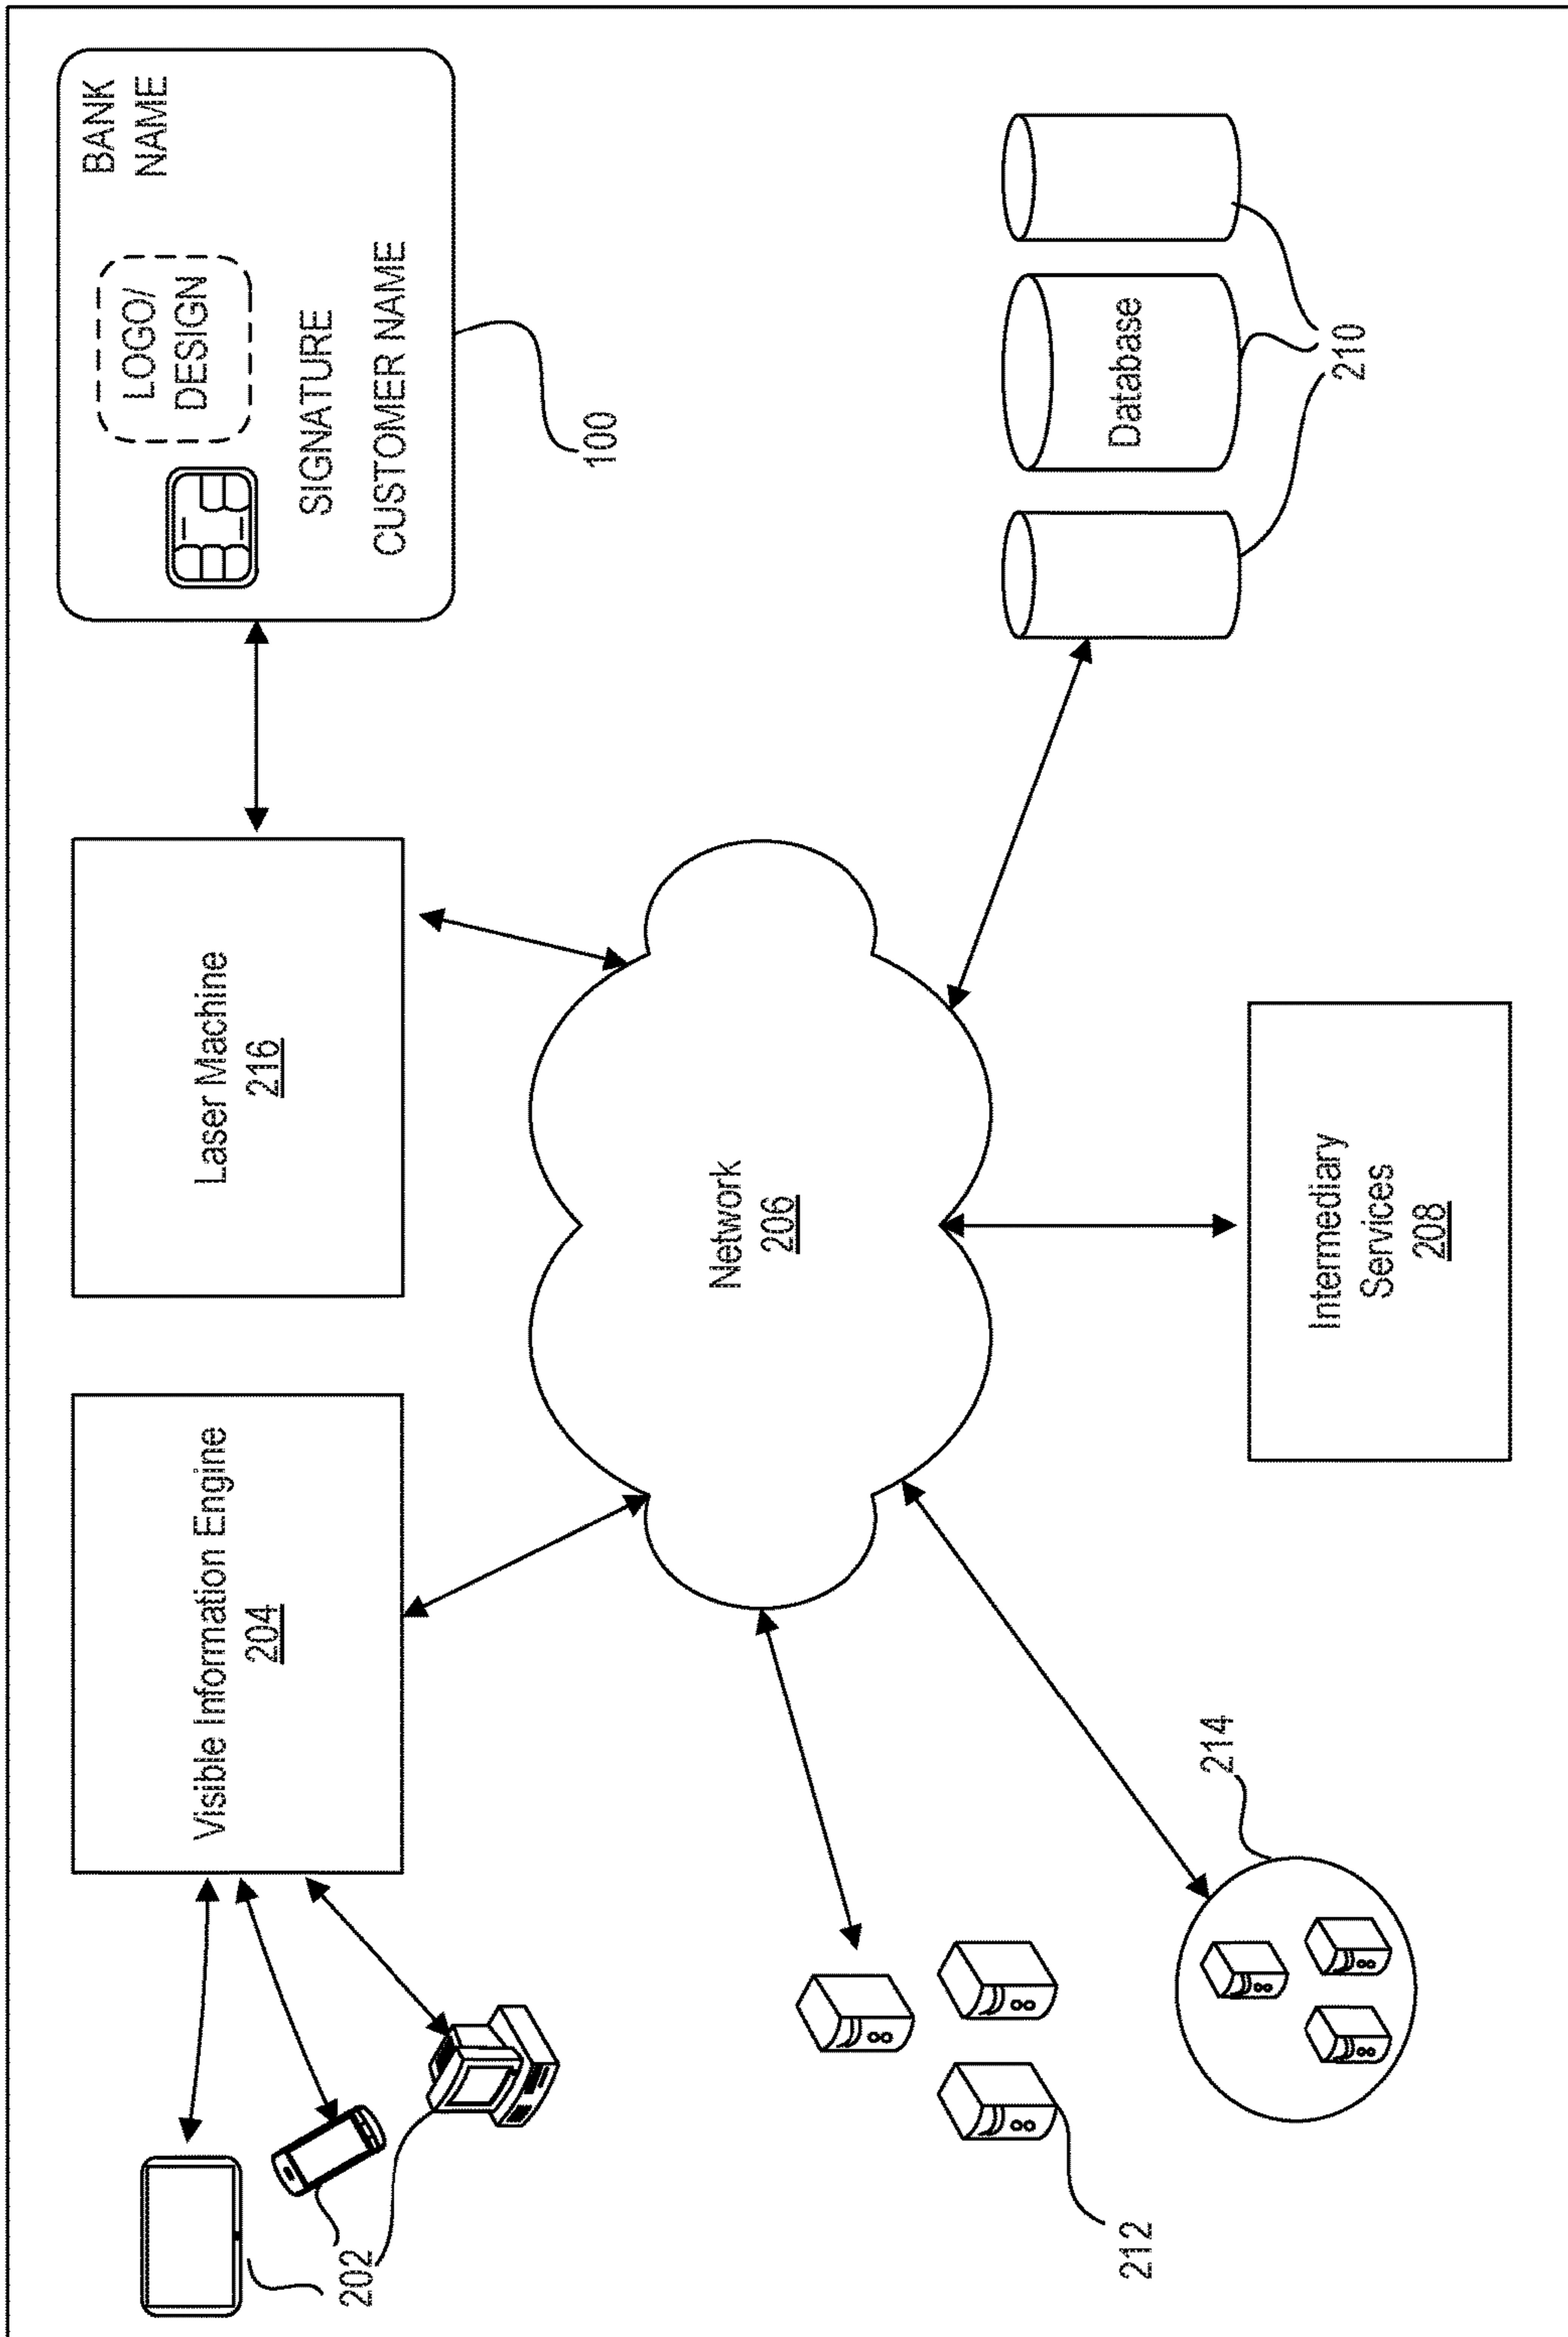 Visible Information Engine
204
Laser Machine
216
BANK
NAME
LOGO/
DESIGN
SIGNATURE
CUSTOMER NAME
100
202
Network
206
Database
210
212
214
Intermediary
Services
208